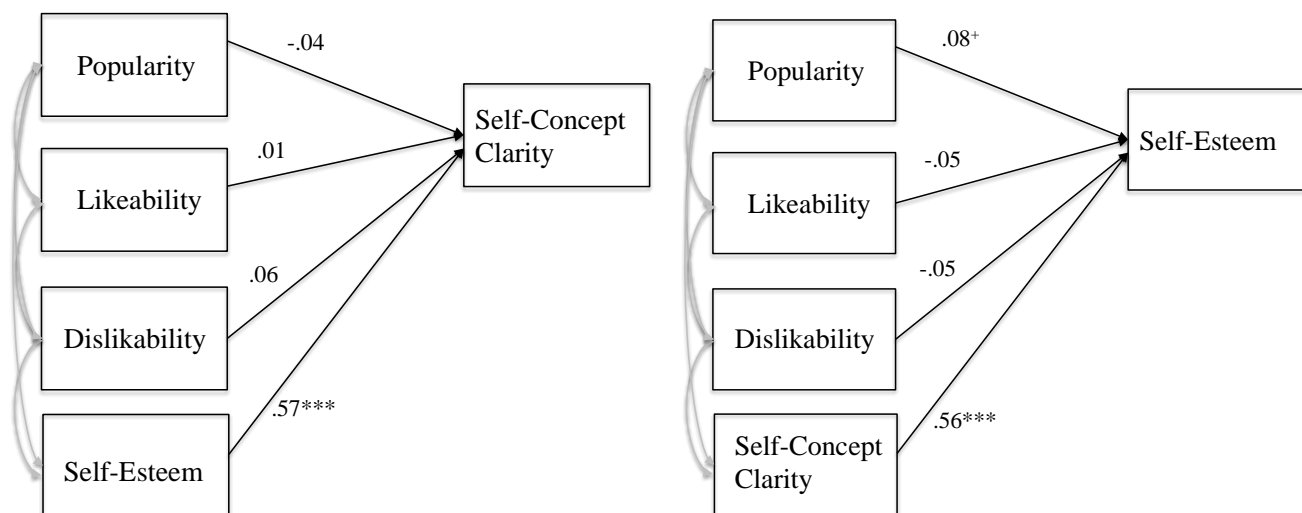 Popularity
-.04
Self-Concept
Clarity
Likeability
.01
Dislikability
.06
Self-Esteem
.57***
Popularity
.08+
Self-Esteem
Likeability
-.05
Dislikability
-.05
Self-Concept
Clarity
.56***